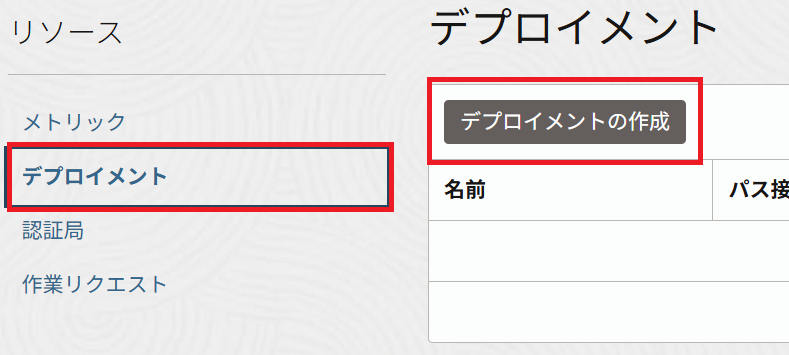 リソース
メトリック
デプロイメント
認証局
作業リクエスト
デプロイメント
デプロイメントの作成
名前
パス接